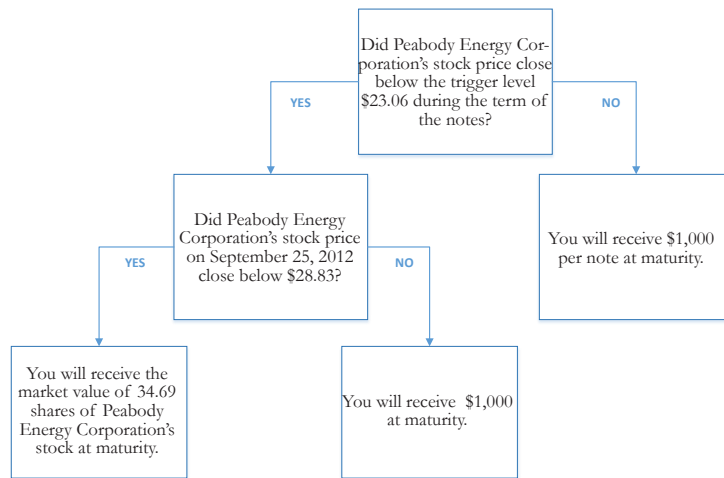 Did Peabody Energy Cor-
poration's stock price close
below the trigger level
$23.06 during the term of
the notes?
YES
NO
Did Peabody Energy
Corporation's stock price
on September 25, 2012
close below $28.83?
You will receive $1,000
per note at maturity.
YES
NO
You will receive the
market value of 34.69
shares of Peabody
Energy Corporation's
stock at maturity.
You will receive $1,000
at maturity.